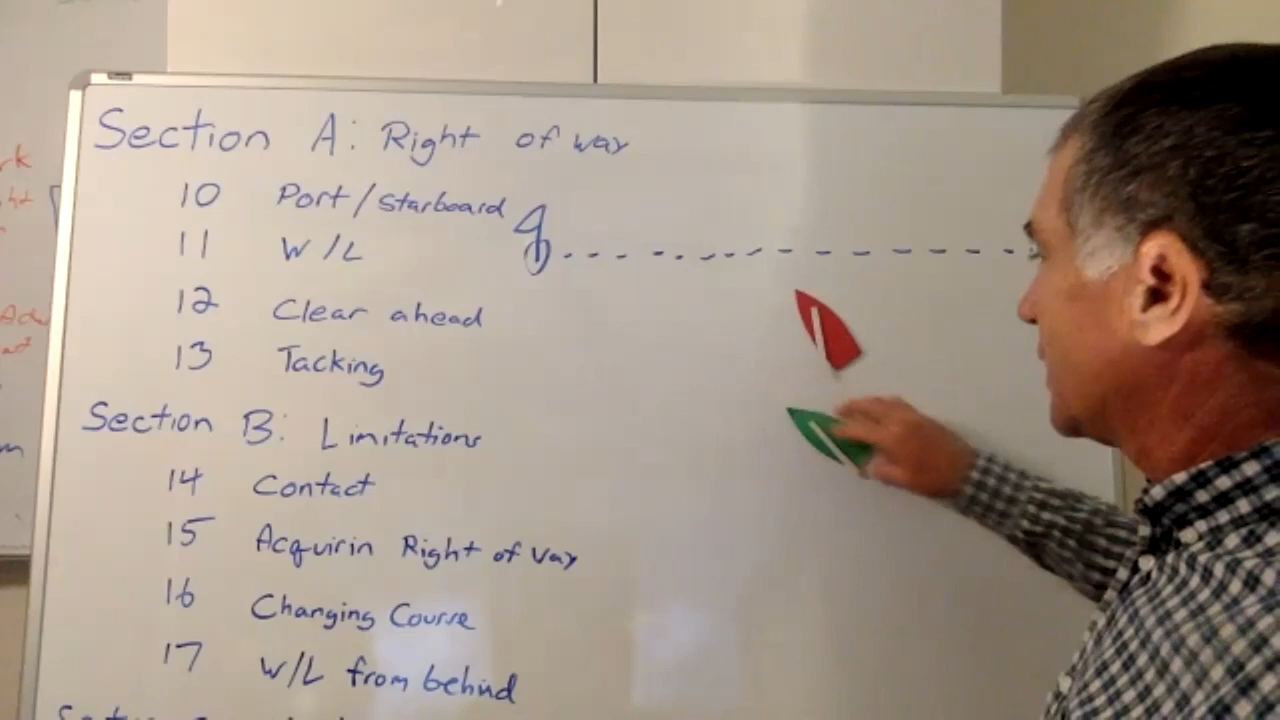 Section A: Right of way
10 Port/Starboard
11 W/L
12 Clear ahead
13 Tacking
Section B: Limitations
14 Contact
15 Acquirin Right of Way
16 Changing Course
17 W/L from behind